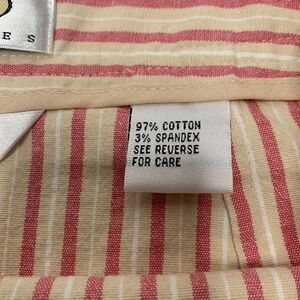 E S
97% COTTON
3% SPANDEX
SEE REVERSE
FOR CARE